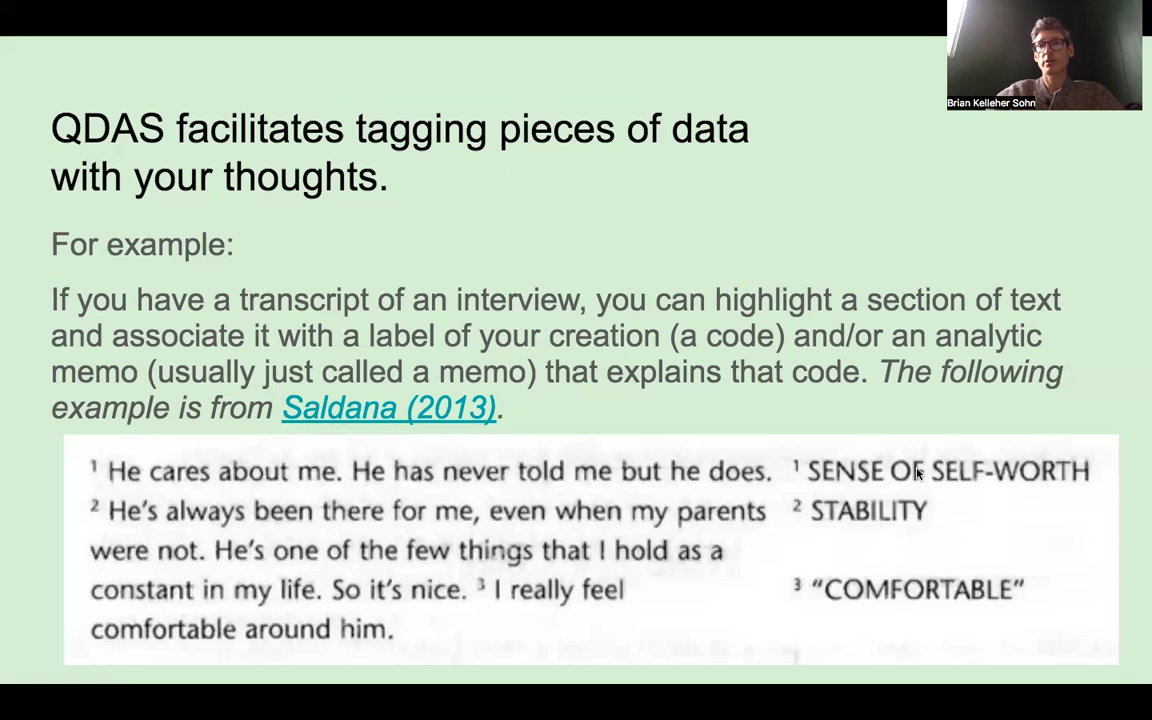 Brian Kelleher Sohn
QDAS facilitates tagging pieces of data
with your thoughts.
For example:
If you have a transcript of an interview, you can highlight a section of text
and associate it with a label of your creation (a code) and/or an analytic
memo (usually just called a memo) that explains that code. The following
example is from Saldana (2013).
¹ He cares about me. He has never told me but he does. ¹ SENSE OF SELF-WORTH
² He's always been there for me, even when my parents ² STABILITY
were not. He's one of the few things that I hold as a
constant in my life. So it's nice. ³ I really feel ³ "COMFORTABLE"
comfortable around him.